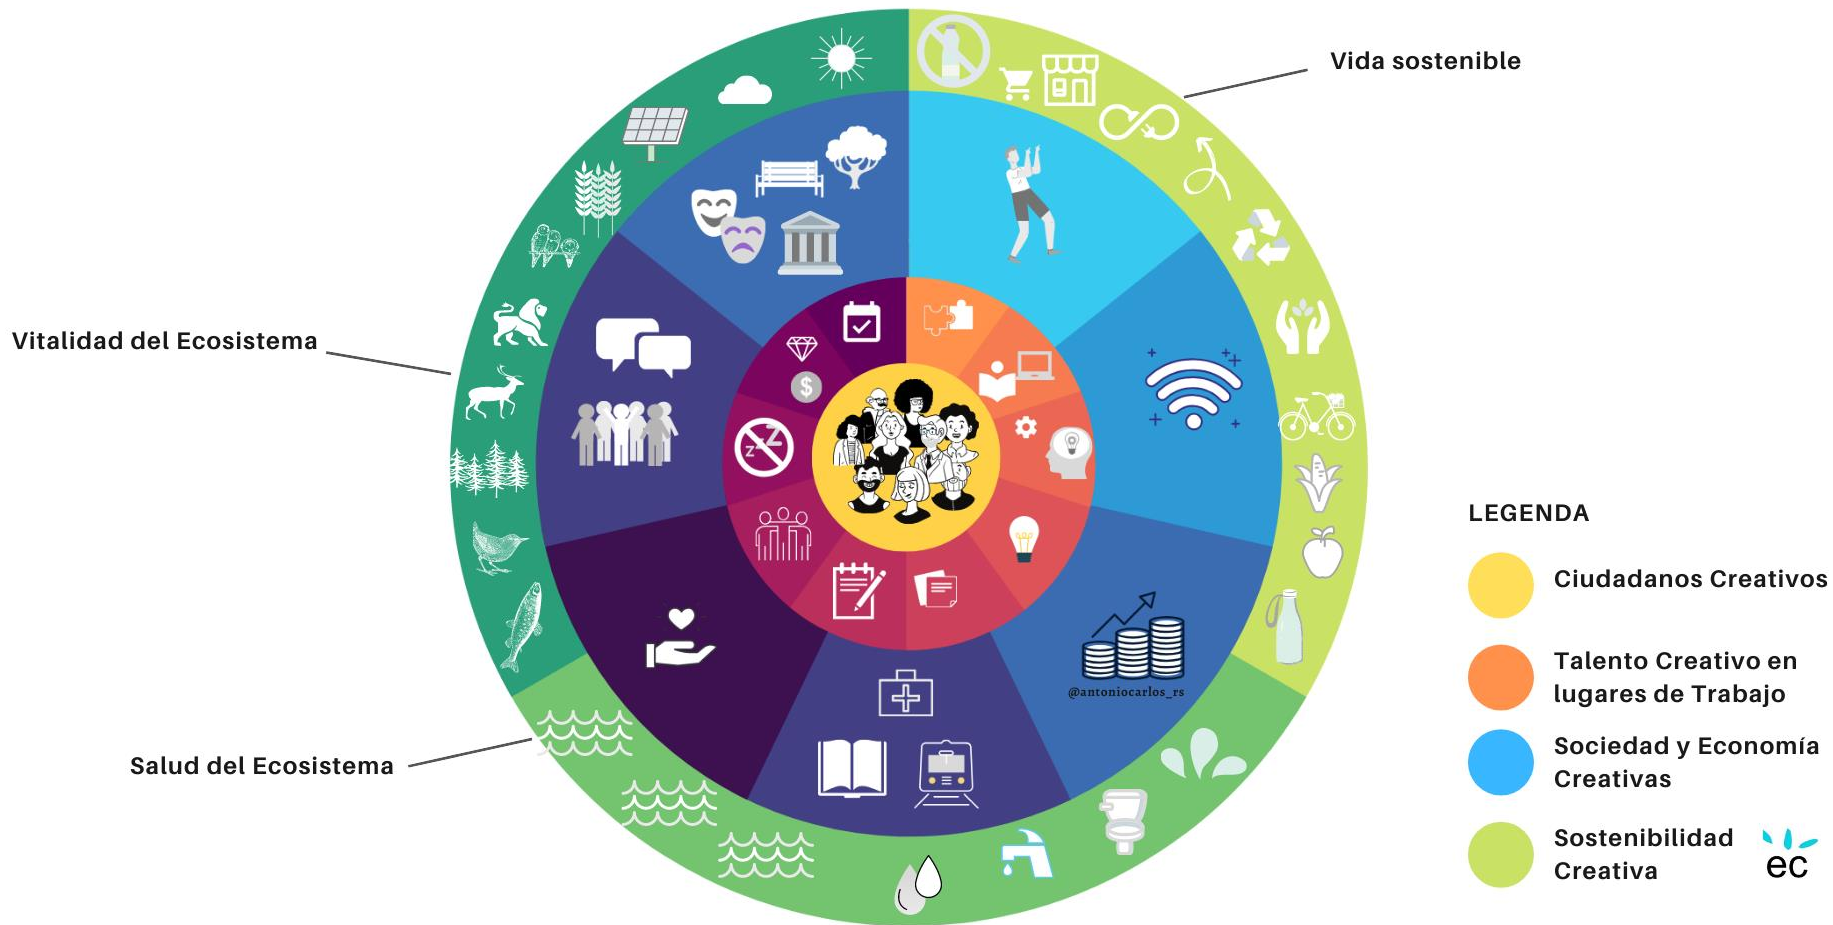 Vida sostenible
Vitalidad del Ecosistema
$
Z Z Z
@antoniocarlos_rs
Salud del Ecosistema
LEGENDA
Ciudadanos Creativos
Talento Creativo en
lugares de Trabajo
Sociedad y Economía
Creativas
Sostenibilidad
Creativa
ec